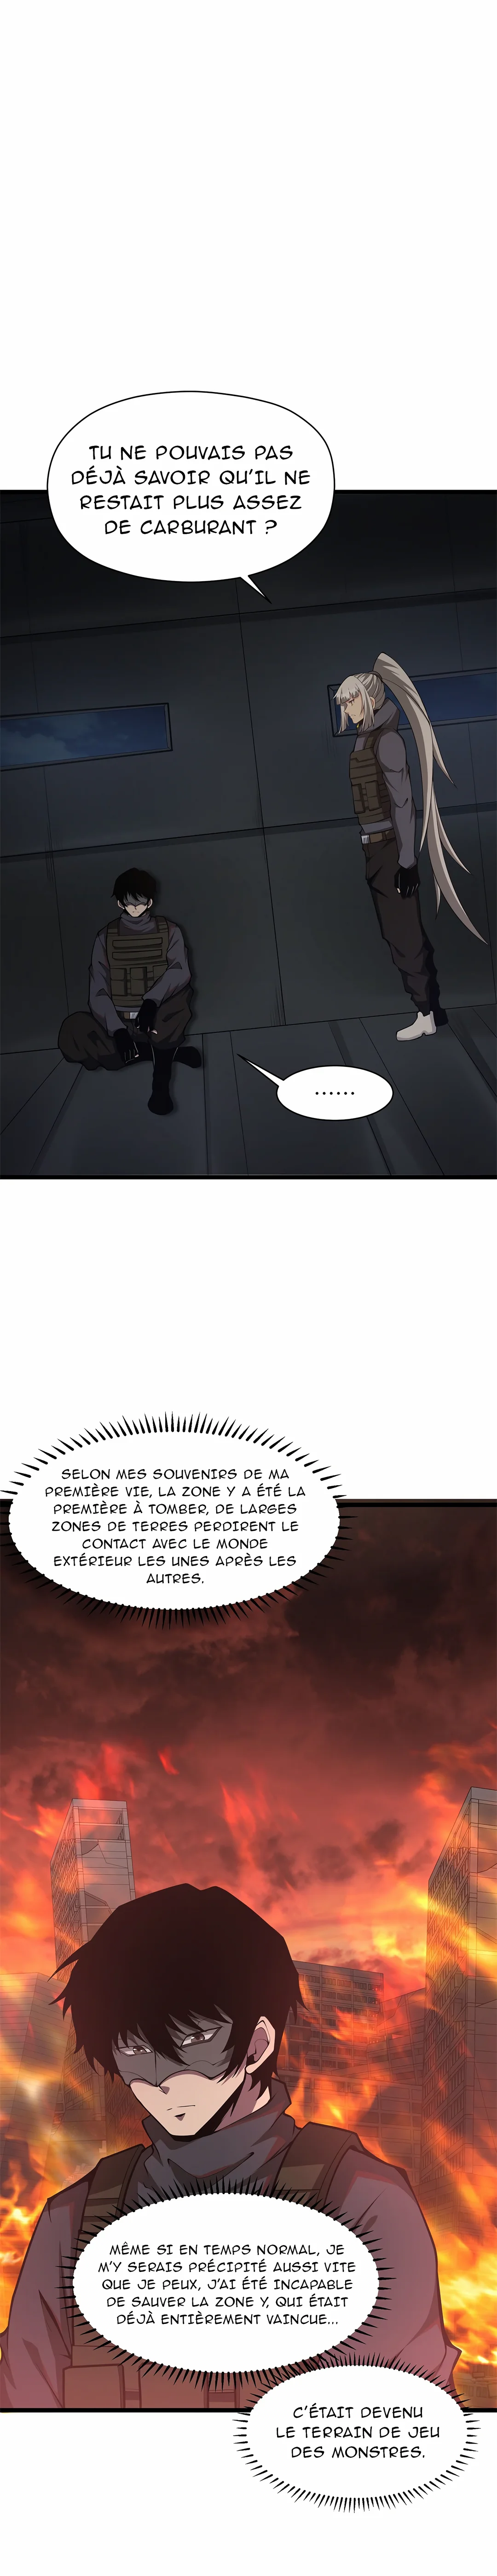 TU NE POUVAIS PAS
DÉJÀ SAVOIR QU'IL NE
RESTAIT PLUS ASSEZ
DE CARBURANT ?
......
SELON MES SOUVENIRS DE MA
PREMIÈRE VIE, LA ZONE Y A ÉTÉ LA
PREMIÈRE À TOMBER, DE LARGES
ZONES DE TERRES PERDIRENT LE
CONTACT AVEC LE MONDE
EXTÉRIEUR LES UNES APRÈS LES
AUTRES.
MÊME SI EN TEMPS NORMAL, JE
M'Y SERAIS PRÉCIPITÉ AUSSI VITE
QUE JE PEUX, J'AI ÉTÉ INCAPABLE
DE SAUVER LA ZONE Y, QUI ÉTAIT
DÉJÀ ENTIÈREMENT VAINCUE...
C'ÉTAIT DEVENU
LE TERRAIN DE JEU
DES MONSTRES.